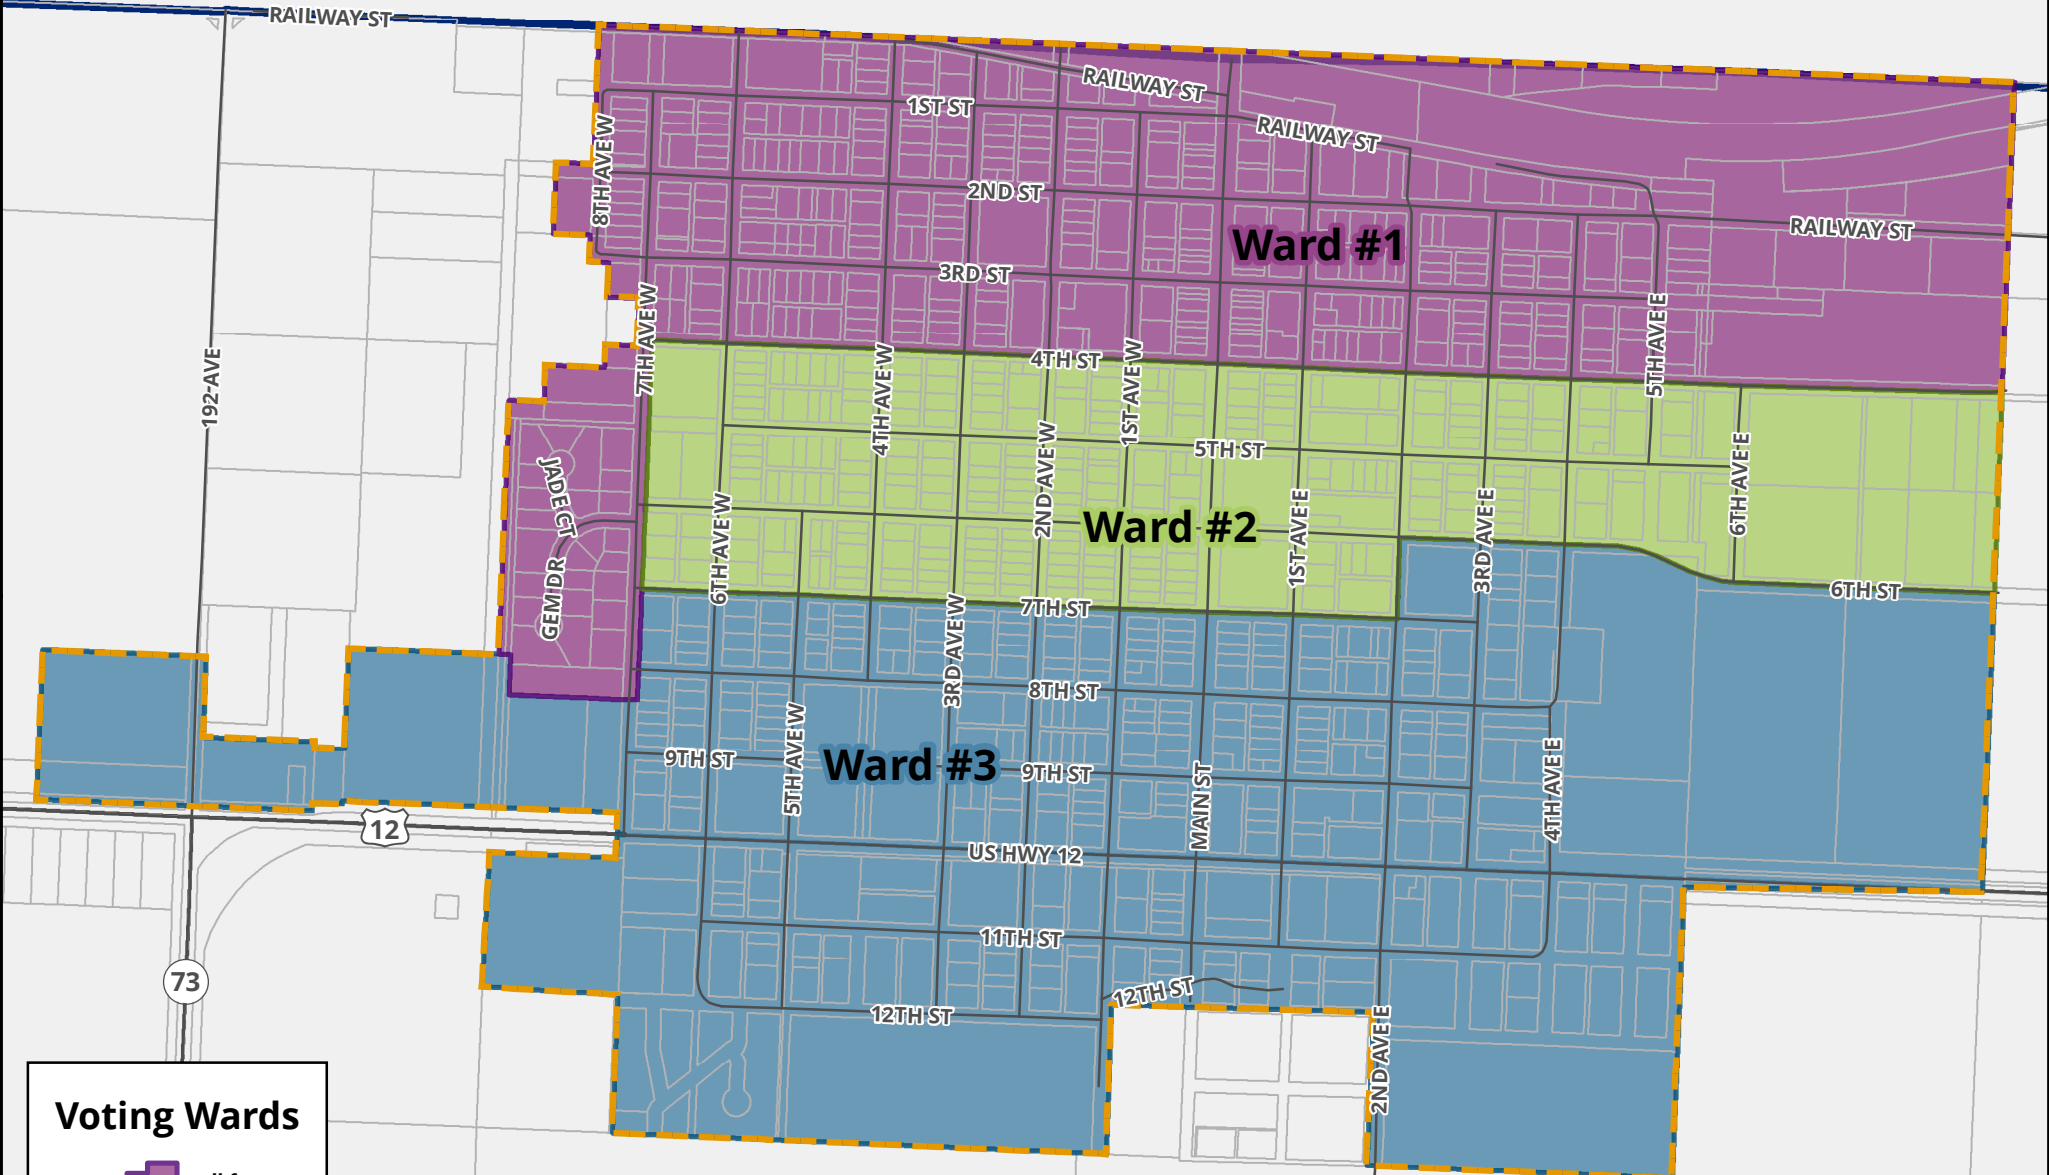 RAILWAY ST
RAILWAY ST
1ST ST
RAILWAY ST
8TH AVE W
2ND ST
RAILWAY ST
Ward #1
3RD ST
7TH AVE W
5TH AVE E
4TH ST
192-AVE
4TH AVE W
1ST AVE W
5TH ST
2ND AVE W
6TH AVE E
JADE CT
6TH AVE W
Ward #2
1ST AVE E
3RD AVE E
GEM DR
6TH ST
7TH ST
3RD AVE W
8TH ST
5TH AVE W
9TH ST
Ward #3
9TH ST
MAIN ST
4TH AVE E
12
US HWY 12
11TH ST
73
12TH ST
12TH ST
2ND AVE E
Voting Wards